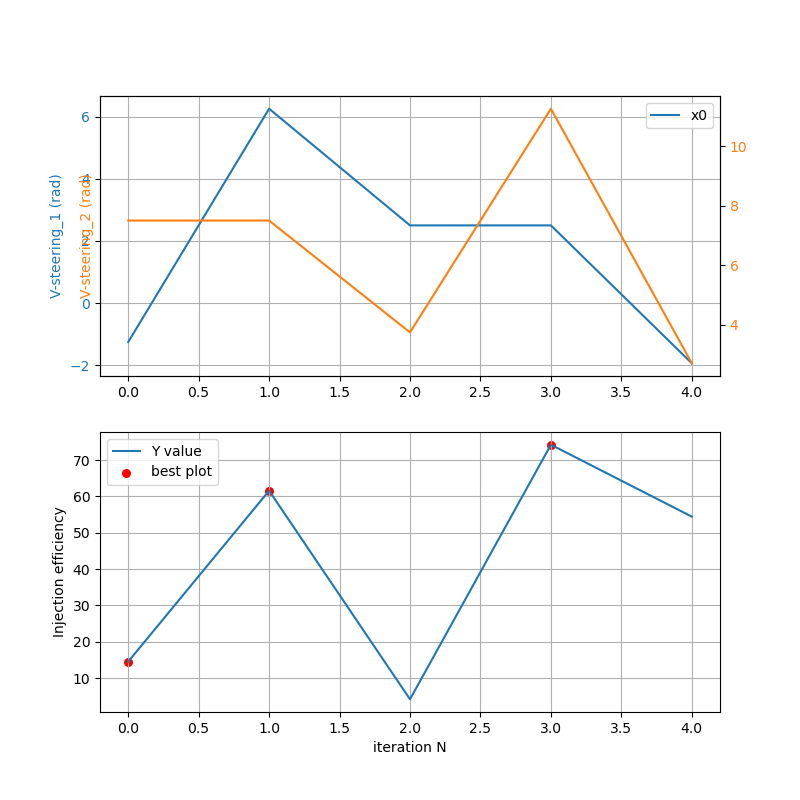 V-steering_1 (rad)
V-steering_2 (rad)
6
4
2
0
−2
10
8
6
4
x0
0.0 0.5 1.0 1.5 2.0 2.5 3.0 3.5 4.0
Injection efficiency
70
60
50
40
30
20
10
Y value
best plot
0.0 0.5 1.0 1.5 2.0 2.5 3.0 3.5 4.0
iteration N